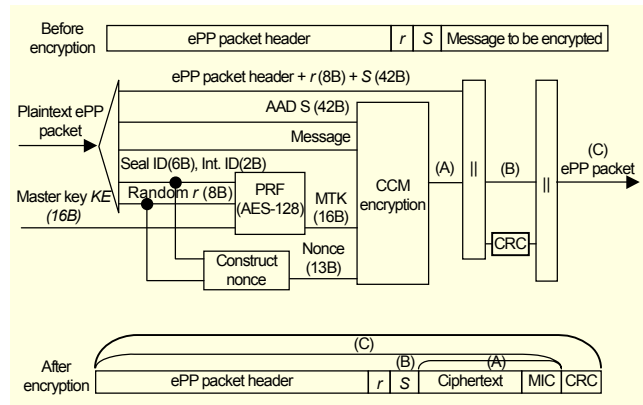 Before
encryption
ePP packet header
r
S
Message to be encrypted
ePP packet header + r (8B) + S (42B)
Plaintext ePP
packet
AAD S (42B)
Message
Seal ID(6B), Int. ID(2B)
Random r (8B)
Master key KE
(16B)
PRF
(AES-128)
MTK
(16B)
Construct
nonce
Nonce
(13B)
CCM
encryption
(A)
||
(B)
CRC
||
(C)
ePP packet
After
encryption
(C)
(B)
(A)
ePP packet header
r
S
Ciphertext
MIC
CRC